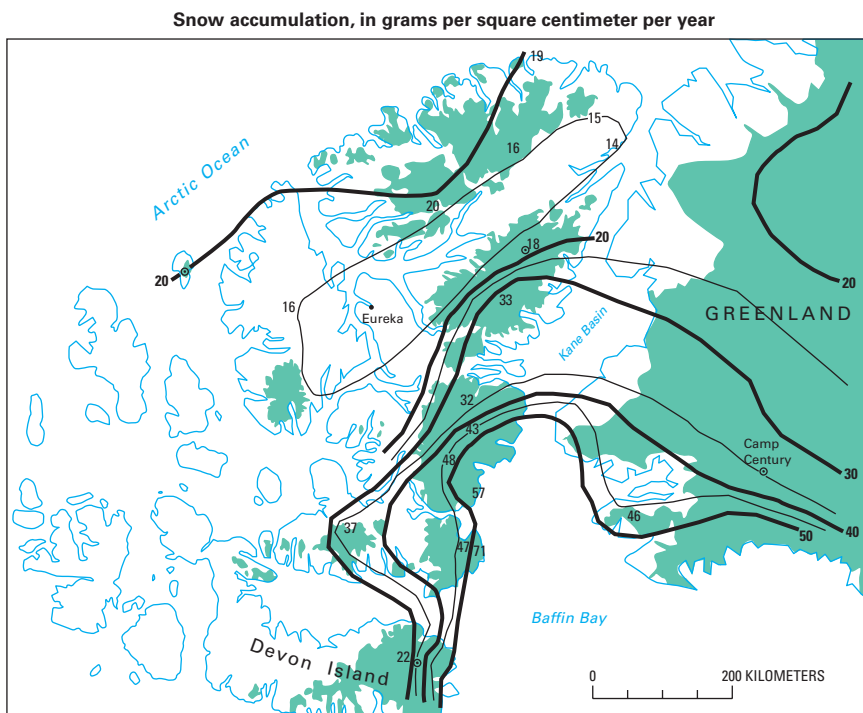 Snow accumulation, in grams per square centimeter per year
19
15
14
16
Arctic Ocean
20
18
20
20
20
16
33
Eureka
GREENLAND
Kane Basin
32
43
Camp
Century
48
30
57
46
37
50
40
47
71
Baffin Bay
Devon Island
22
0
200 KILOMETERS